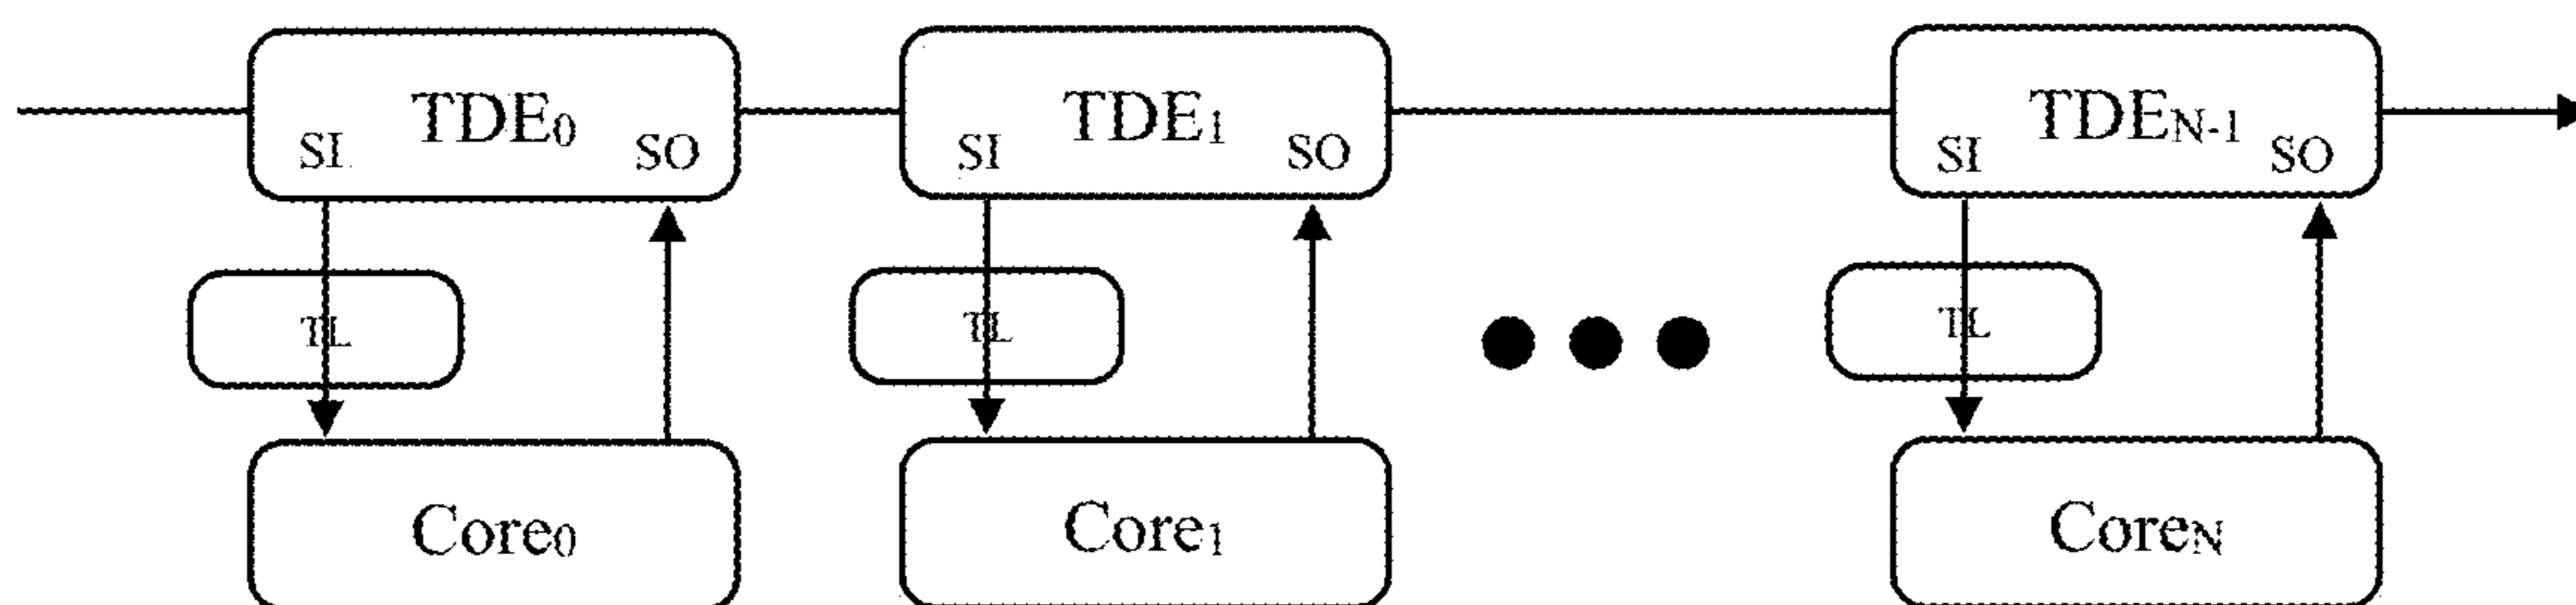 TDE₀ TDE₁ TDEN-1
SI SO SI SO SI SO
TL TL TL
Core₀ Core₁ CoreN